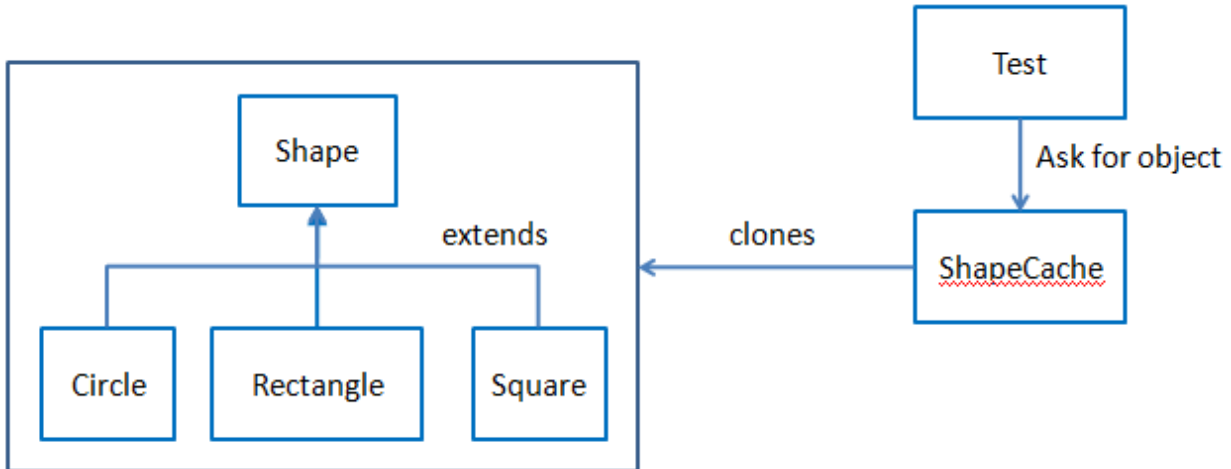 Test
Shape
Ask for object
extends
clones
ShapeCache
Circle
Rectangle
Square